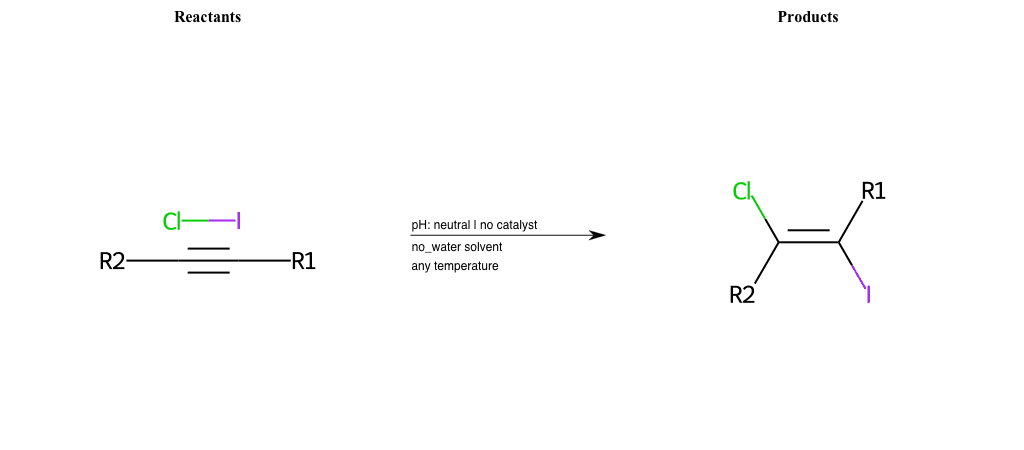 Reactants
Products
Cl I
R2 R1
pH: neutral | no catalyst
no_water solvent
any temperature
Cl R1
R2 I